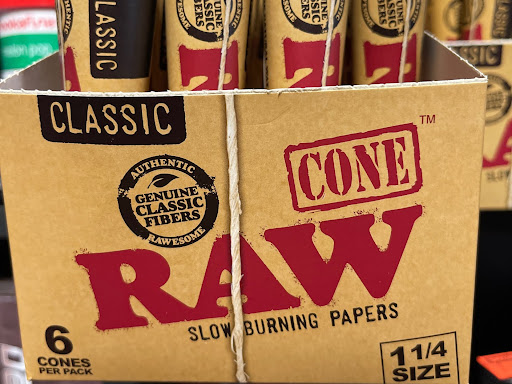 CLASSIC
CLASSIC
CONE
TM
AUTHENTIC
GENUINE
CLASSIC
FIBERS
RAWESOME
RAW
SLOW BURNING PAPERS
6
CONES
PER PACK
1 1/4
SIZE